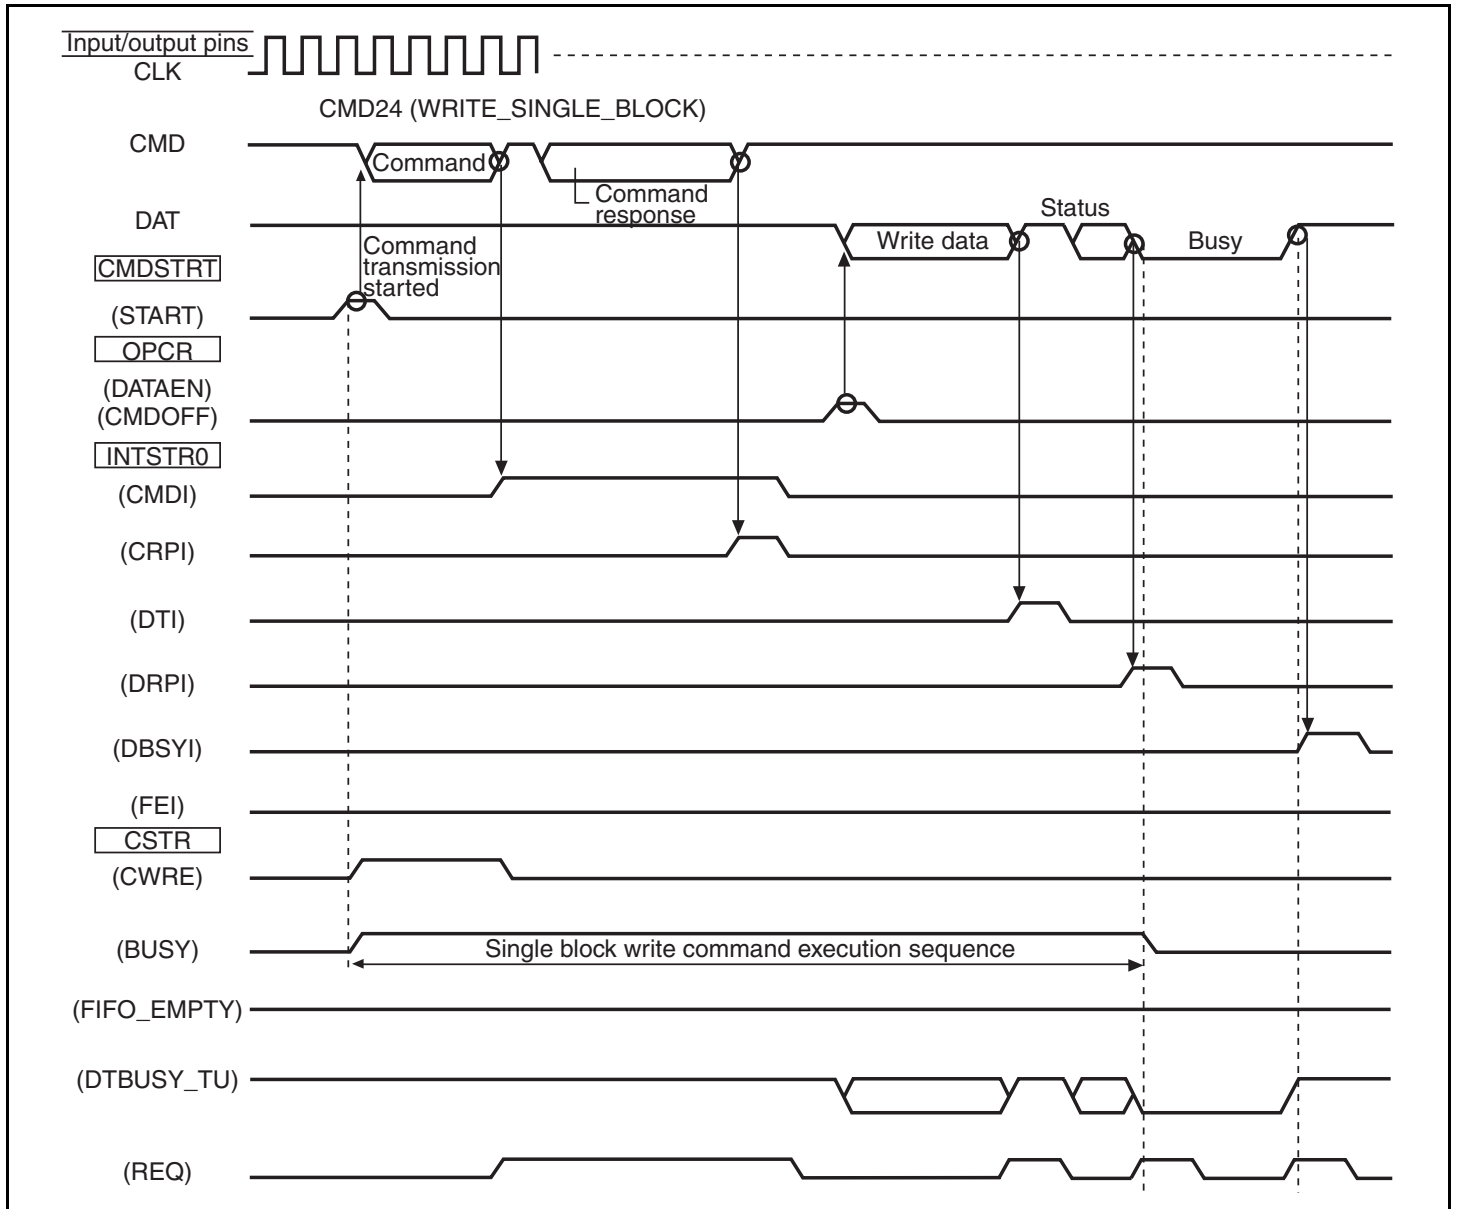 Input/output pins
CLK
CMD24 (WRITE_SINGLE_BLOCK)
CMD
Command
Command
response
DAT
Status
Write data
Busy
Command
transmission
started
CMDSTRT
(START)
OPCR
(DATAEN)
(CMDOFF)
INTSTR0
(CMDI)
(CRPI)
(DTI)
(DRPI)
(DBSYI)
(FEI)
CSTR
(CWRE)
(BUSY)
Single block write command execution sequence
(FIFO_EMPTY)
(DTBUSY_TU)
(REQ)